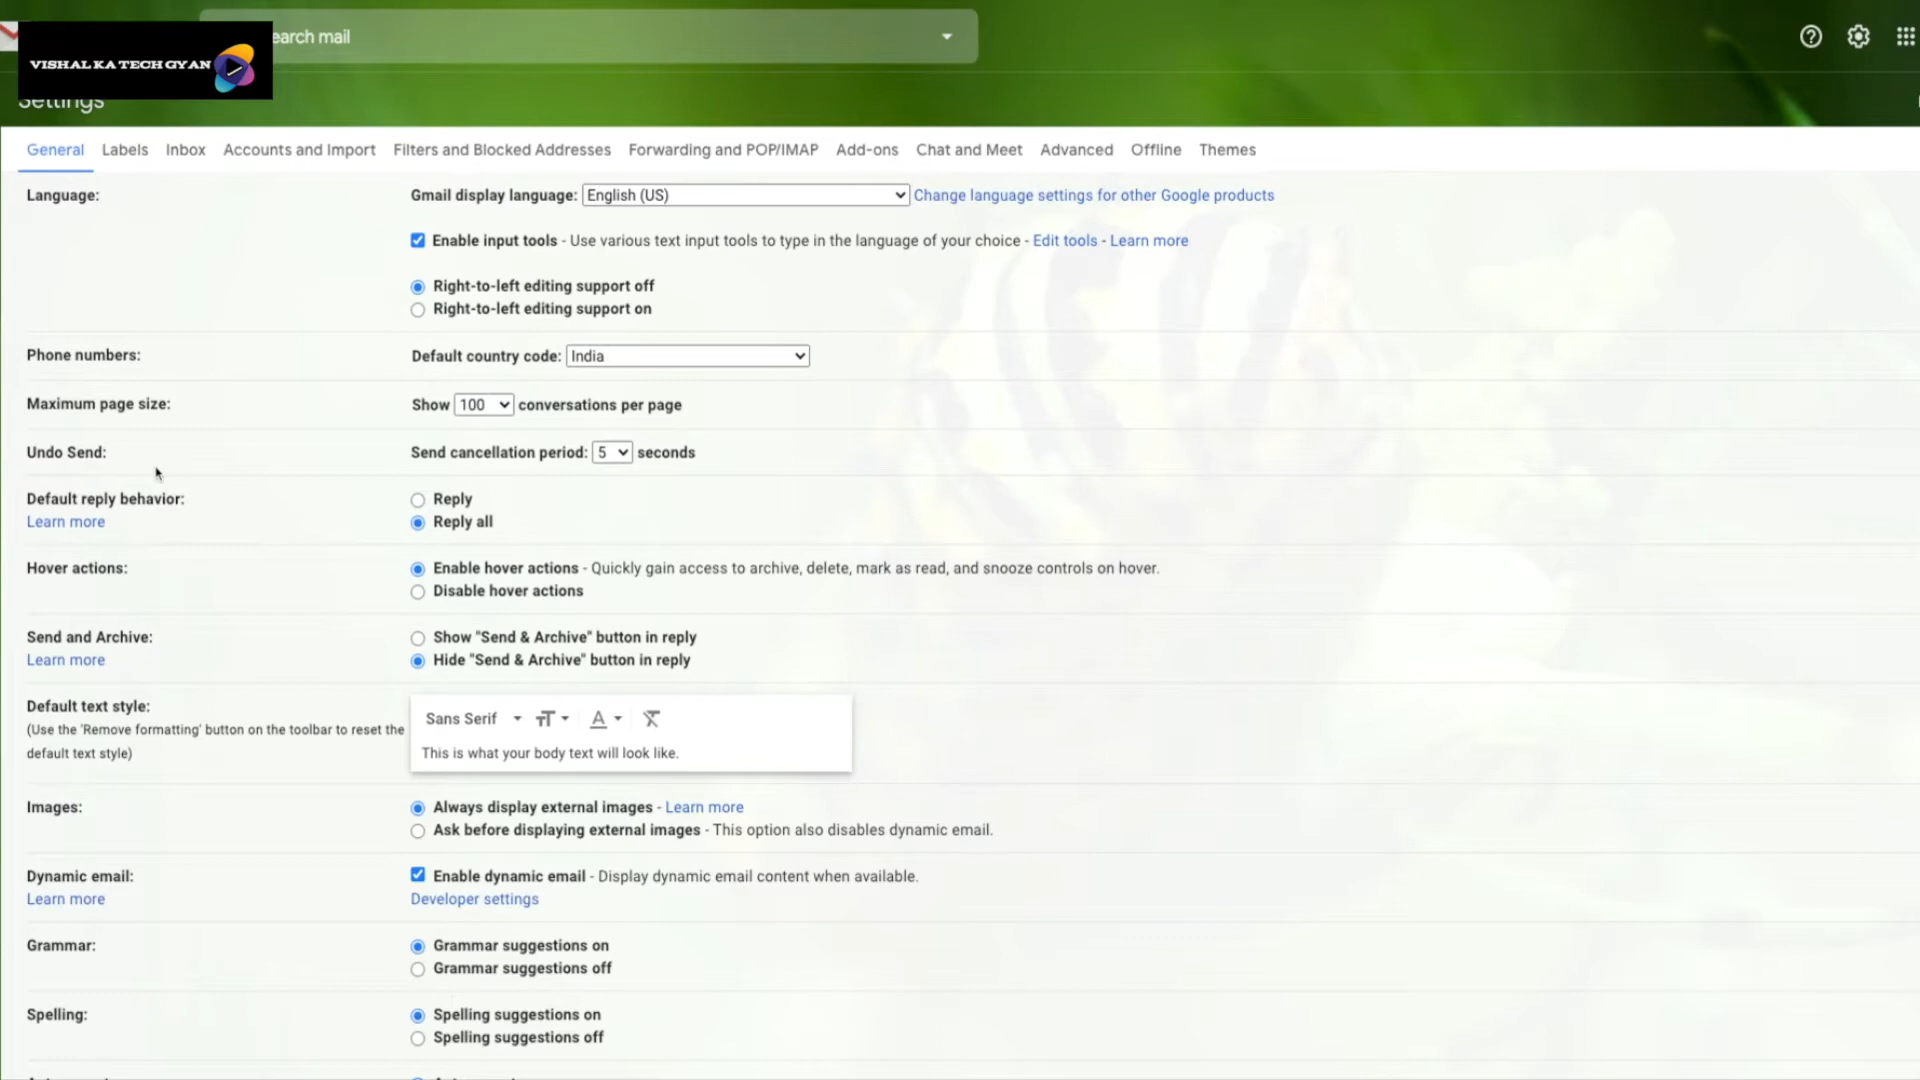 earch mail
VISHAL KA TECH GYAN
Settings
General Labels Inbox Accounts and Import Filters and Blocked Addresses Forwarding and POP/IMAP Add-ons Chat and Meet Advanced Offline Themes
Language: Gmail display language: English (US) Change language settings for other Google products
Enable input tools - Use various text input tools to type in the language of your choice - Edit tools - Learn more
Right-to-left editing support off
Right-to-left editing support on
Phone numbers: Default country code: India
Maximum page size: Show 100 conversations per page
Undo Send: Send cancellation period: 5 seconds
Default reply behavior: Reply
Learn more Reply all
Hover actions: Enable hover actions - Quickly gain access to archive, delete, mark as read, and snooze controls on hover.
Disable hover actions
Send and Archive: Show "Send & Archive" button in reply
Learn more Hide "Send & Archive" button in reply
Default text style:
(Use the 'Remove formatting' button on the toolbar to reset the
default text style)
Sans Serif
This is what your body text will look like.
Images: Always display external images - Learn more
Ask before displaying external images - This option also disables dynamic email.
Dynamic email: Enable dynamic email - Display dynamic email content when available.
Learn more Developer settings
Grammar: Grammar suggestions on
Grammar suggestions off
Spelling: Spelling suggestions on
Spelling suggestions off